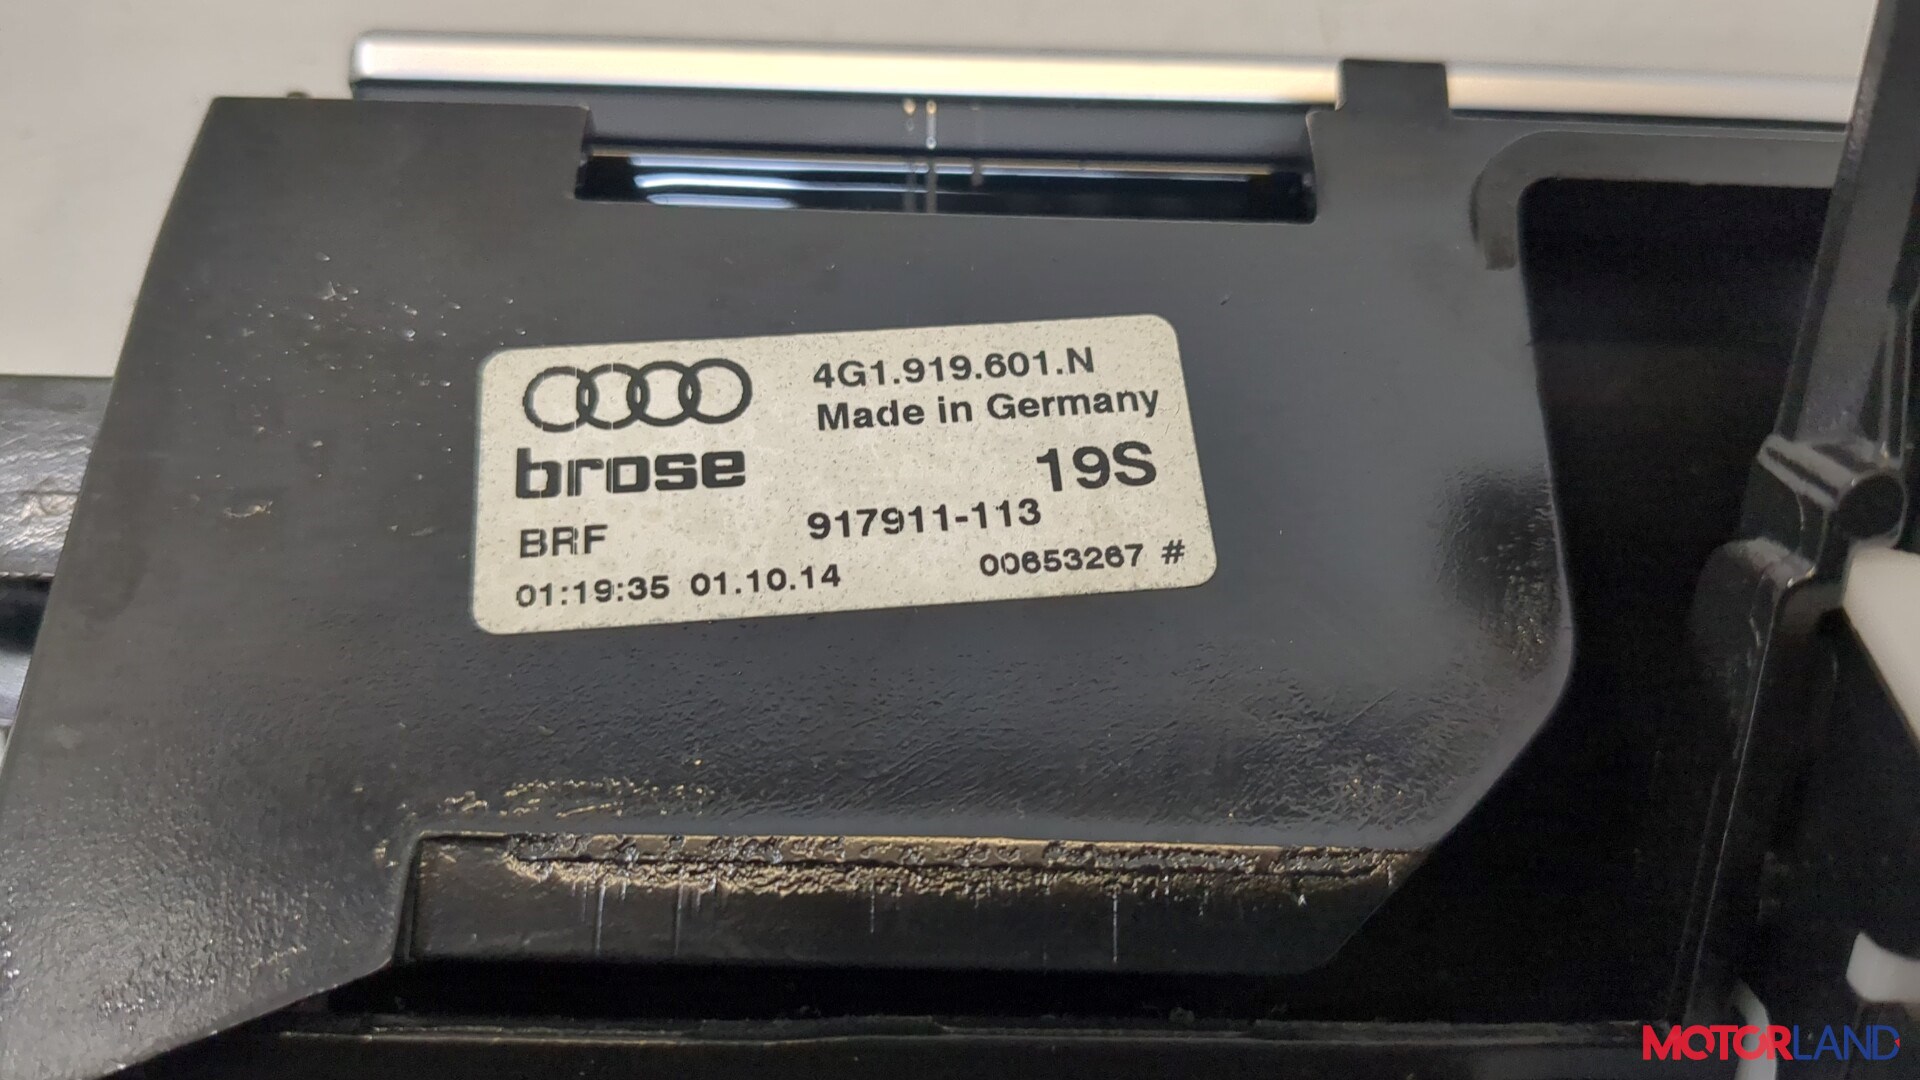 4G1.919.601.N
Made in Germany
brose
19S
BRF
917911-113
01:19:35 01.10.14
00653267 #
MOTORLAND